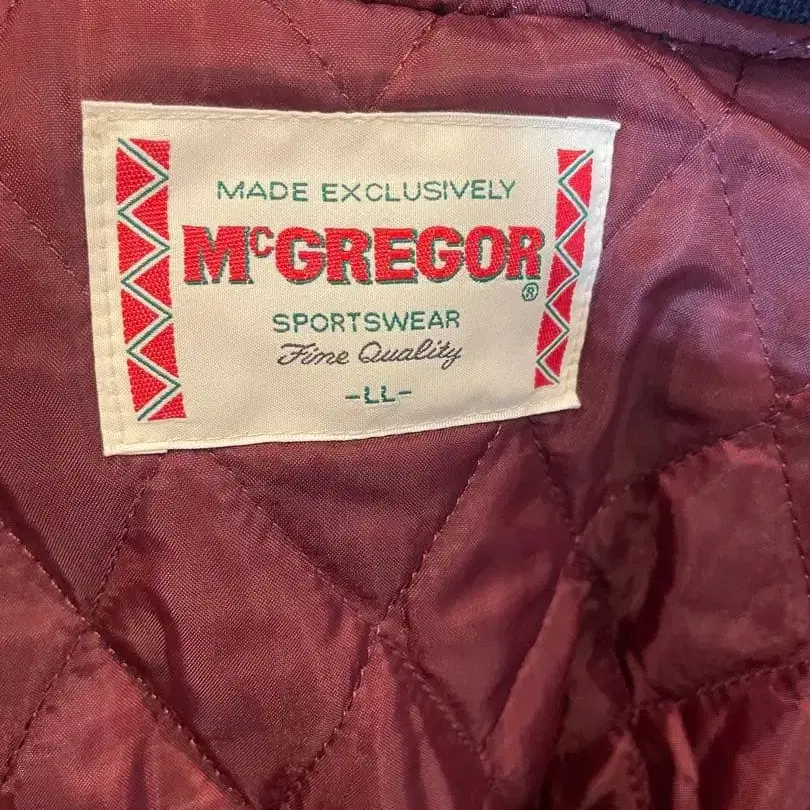 MADE EXCLUSIVELY
McGREGOR®
SPORTSWEAR
Fine Quality
-LL-